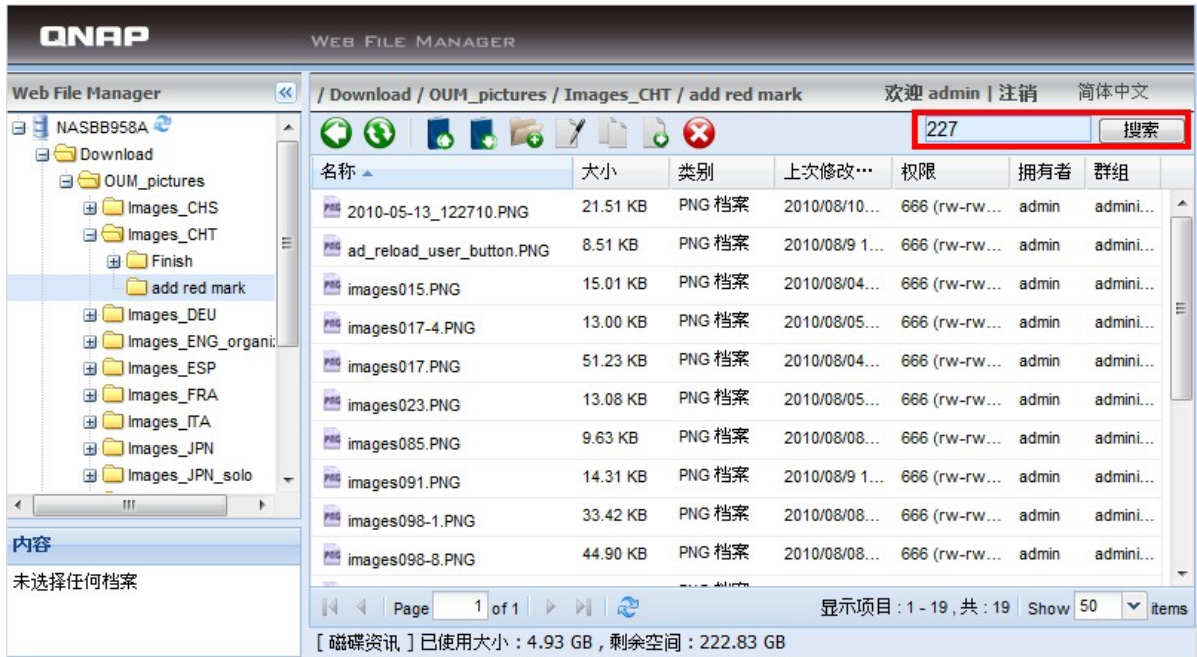 QNAP WEB FILE MANAGER
Web File Manager
NASBB958A
Download
OUM_pictures
Images_CHS
Images_CHT
Finish
add red mark
Images_DEU
Images_ENG_organi
Images_ESP
Images_FRA
Images_ITA
Images_JPN
Images_JPN_solo
内容
未选择任何档案
/ Download / OUM_pictures / Images_CHT / add red mark 欢迎 admin | 注销 简体中文
227 搜索
名称 大小 类别 上次修改… 权限 拥有者 群组
2010-05-13_122710.PNG 21.51 KB PNG 档案 2010/08/10... 666 (rw-rw... admin admini...
ad_reload_user_button.PNG 8.51 KB PNG 档案 2010/08/9 1... 666 (rw-rw... admin admini...
images015.PNG 15.01 KB PNG 档案 2010/08/04... 666 (rw-rw... admin admini...
images017-4.PNG 13.00 KB PNG 档案 2010/08/05... 666 (rw-rw... admin admini...
images017.PNG 51.23 KB PNG 档案 2010/08/04... 666 (rw-rw... admin admini...
images023.PNG 13.08 KB PNG 档案 2010/08/05... 666 (rw-rw... admin admini...
images085.PNG 9.63 KB PNG 档案 2010/08/08... 666 (rw-rw... admin admini...
images091.PNG 14.31 KB PNG 档案 2010/08/9 1... 666 (rw-rw... admin admini...
images098-1.PNG 33.42 KB PNG 档案 2010/08/08... 666 (rw-rw... admin admini...
images098-8.PNG 44.90 KB PNG 档案 2010/08/08... 666 (rw-rw... admin admini...
Page 1 of 1 显示项目 : 1 - 19 , 共 : 19 Show 50 items
[ 磁碟资讯 ] 已使用大小 : 4.93 GB , 剩余空间 : 222.83 GB